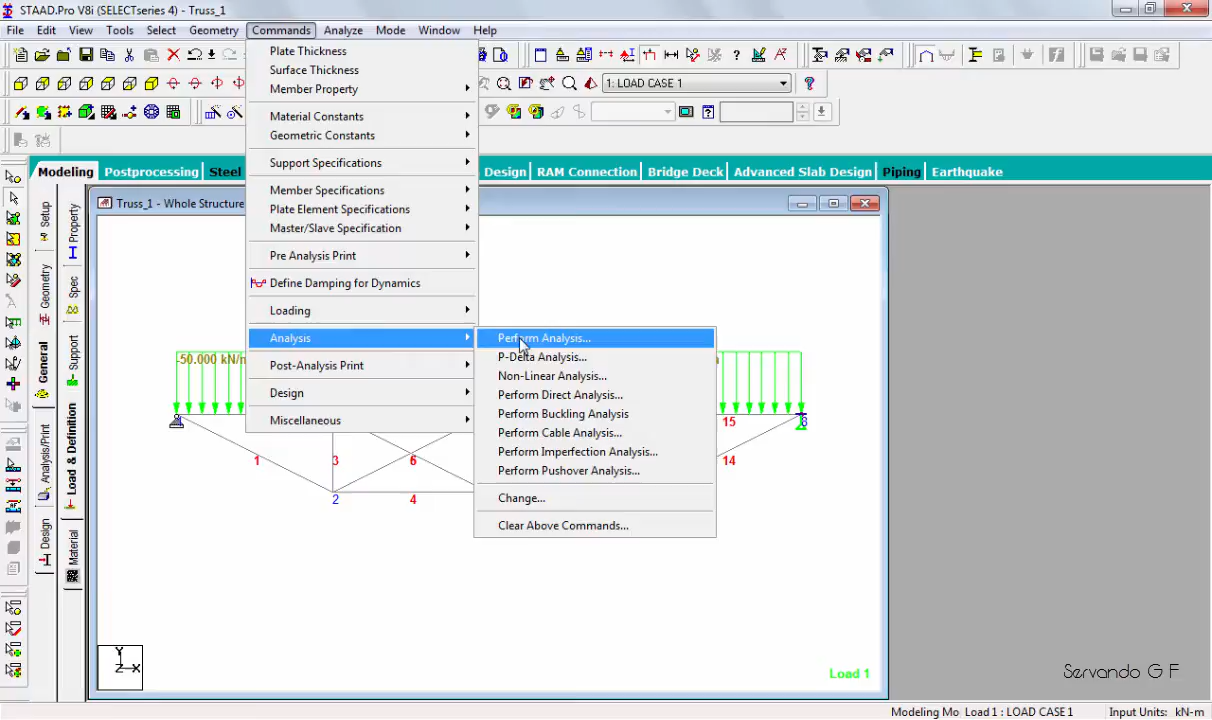 STAAD.Pro V8i (SELECTseries 4) - Truss_1
File Edit View Tools Select Geometry Commands Analyze Mode Window Help
Plate Thickness
Surface Thickness
Member Property
1: LOAD CASE 1
Material Constants
Geometric Constants
Support Specifications
Modeling Postprocessing Steel Design RAM Connection Bridge Deck Advanced Slab Design Piping Earthquake
Member Specifications
Truss_1 - Whole Structure
Plate Element Specifications
Master/Slave Specification
Pre Analysis Print
Define Damping for Dynamics
Loading
Analysis
Post-Analysis Print
Design
Miscellaneous
Perform Analysis...
P-Delta Analysis...
Non-Linear Analysis...
Perform Direct Analysis...
Perform Buckling Analysis
Perform Cable Analysis...
Perform Imperfection Analysis...
Perform Pushover Analysis...
Change...
Clear Above Commands...
Setup
Geometry
General
Analysis/Print
Design
Property
Spec
Support
Load & Definition
Material
-50.000 kN/m
15
8
1 3 6 14
2 4
Y
Z X
Load 1
Servando G F
Modeling Mo Load 1 : LOAD CASE 1 Input Units: kN-m